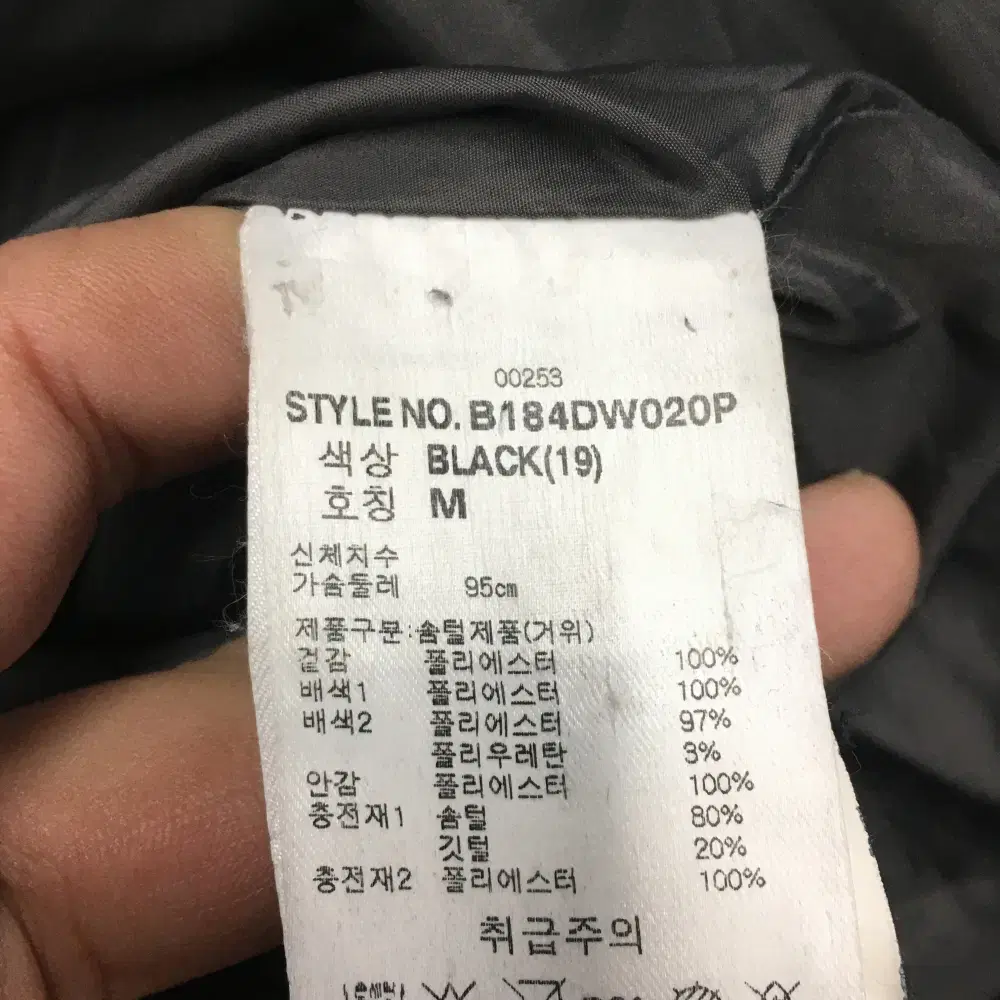 00253
STYLE NO. B184DW020P
색상 BLACK(19)
호칭 M
신체치수
가슴둘레 95cm
제품구분:솜털제품(거위)
겉감 폴리에스터 100%
배색1 폴리에스터 100%
배색2 폴리에스터 97%
폴리우레탄 3%
안감 폴리에스터 100%
충전재1 솜털 80%
깃털 20%
충전재2 폴리에스터 100%
취급주의